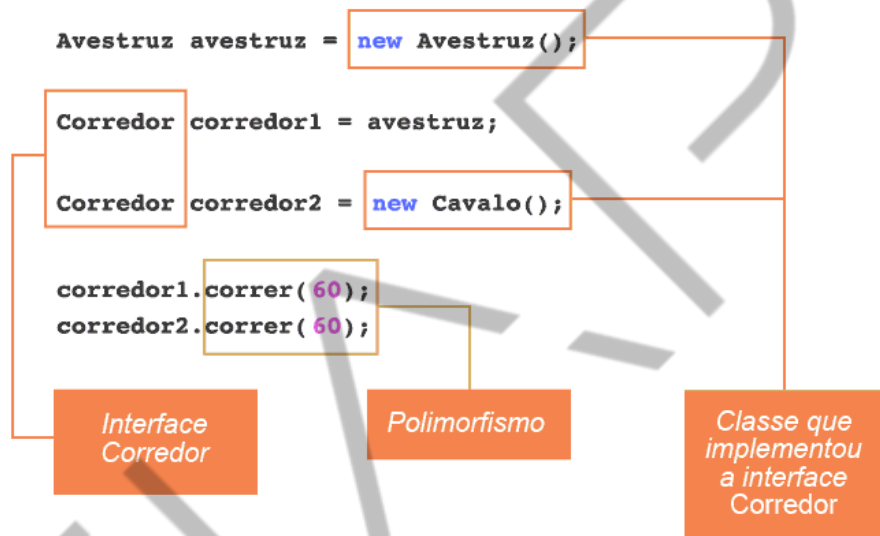 Avestruz avestruz = new Avestruz();
Corredor corredor1 = avestruz;
Corredor corredor2 = new Cavalo();
corredor1.correr(60);
corredor2.correr(60);
Interface
Corredor
Polimorfismo
Classe que
implementou
a interface
Corredor